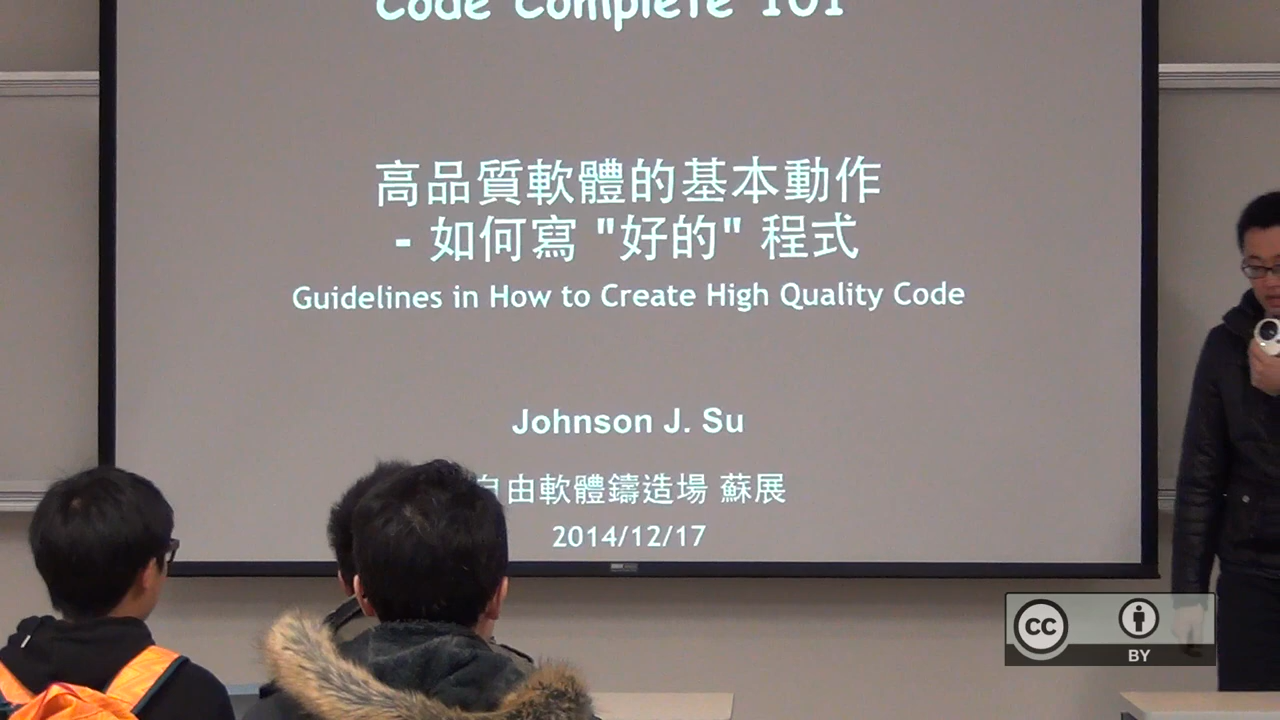 Code Complete 101
高品質軟體的基本動作
- 如何寫 "好的" 程式
Guidelines in How to Create High Quality Code
Johnson J. Su
自由軟體鑄造場 蘇展
2014/12/17
CC
BY